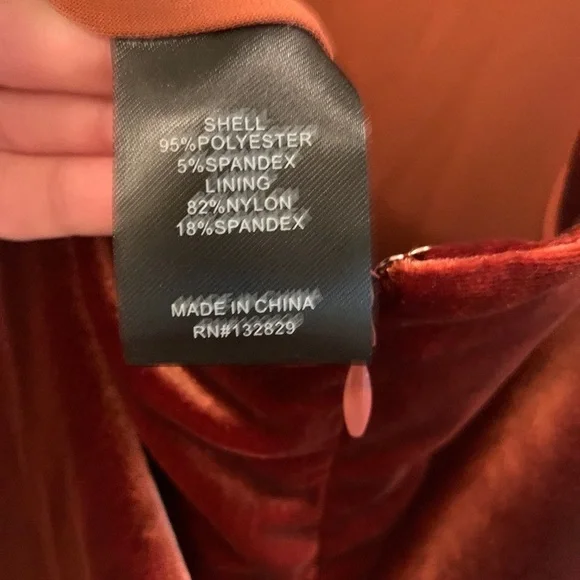 SHELL
95%POLYESTER
5%SPANDEX
LINING
82%NYLON
18%SPANDEX
MADE IN CHINA
RN#132829